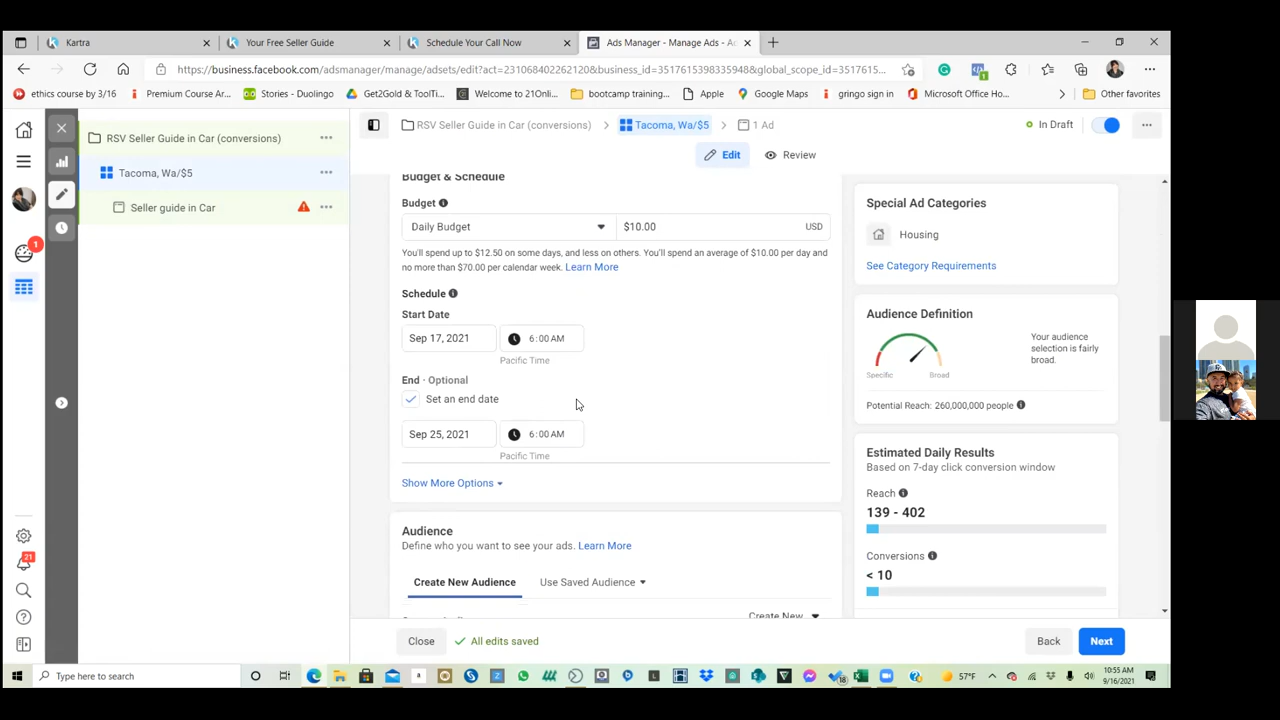 Kartra
Your Free Seller Guide
Schedule Your Call Now
Ads Manager - Manage Ads - Ad
https://business.facebook.com/adsmanager/manage/adsets/edit?act=231068402262120&business_id=3517615398335948&global_scope_id=3517615...
1
ethics course by 3/16
Premium Course Ar...
Stories - Duolingo
Get2Gold & ToolTi...
Welcome to 21Onli...
bootcamp training...
Apple
Google Maps
gringo sign in
Microsoft Office Ho...
Other favorites
RSV Seller Guide in Car (conversions)
Tacoma, Wa/$5
Seller guide in Car
1
21
RSV Seller Guide in Car (conversions)
Tacoma, Wa/$5
1 Ad
In Draft
Edit
Review
Budget & Schedule
Budget
Daily Budget
$10.00
USD
You'll spend up to $12.50 on some days, and less on others. You'll spend an average of $10.00 per day and
no more than $70.00 per calendar week. Learn More
Schedule
Start Date
Sep 17, 2021
6:00 AM
Pacific Time
End · Optional
Set an end date
Sep 25, 2021
6:00 AM
Pacific Time
Show More Options
Audience
Define who you want to see your ads. Learn More
Create New Audience
Use Saved Audience
Create New
Special Ad Categories
Housing
See Category Requirements
Audience Definition
Your audience
selection is fairly
broad.
Specific
Broad
Potential Reach: 260,000,000 people
Estimated Daily Results
Based on 7-day click conversion window
Reach
139 - 402
Conversions
< 10
Close
All edits saved
Back
Next
Type here to search
57°F
10:55 AM
9/16/2021